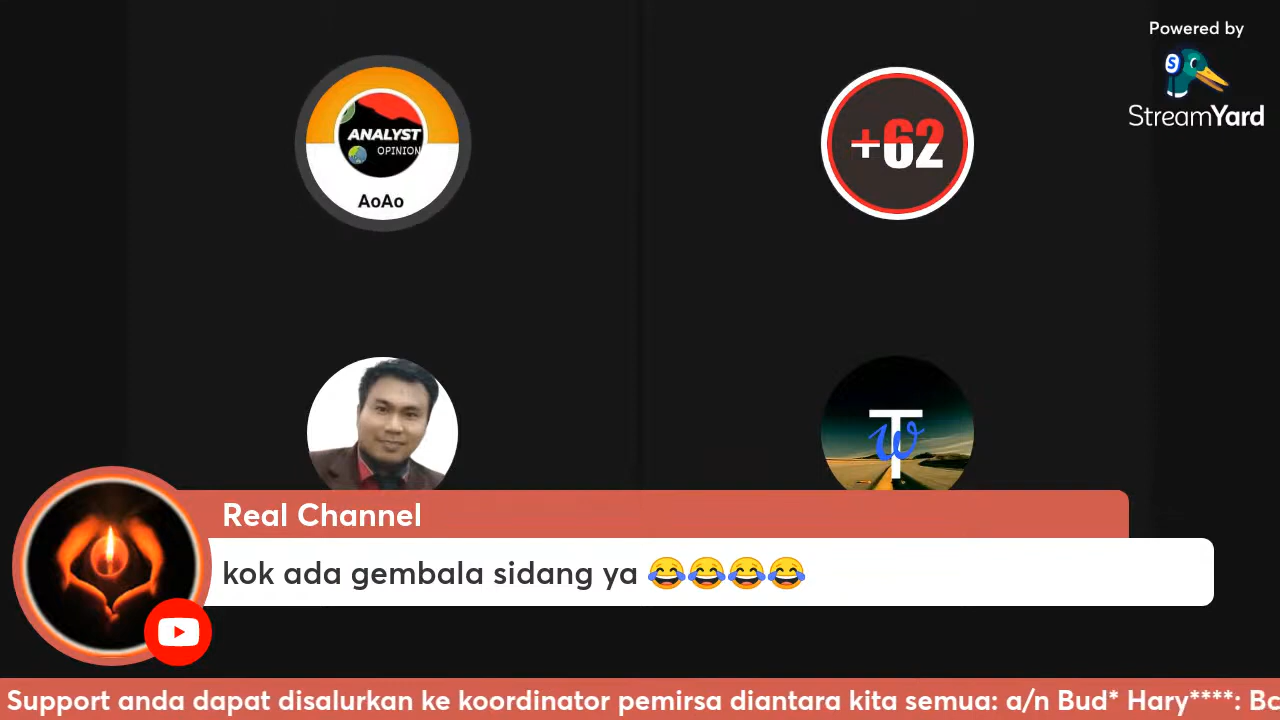 Powered by
StreamYard
ANALYST
OPINION
AoAo
+62
S
T
w
Real Channel
kok ada gembala sidang ya 😂😂😂😂
Support anda dapat disalurkan ke koordinator pemirsa diantara kita semua: a/n Bud* Hary****: